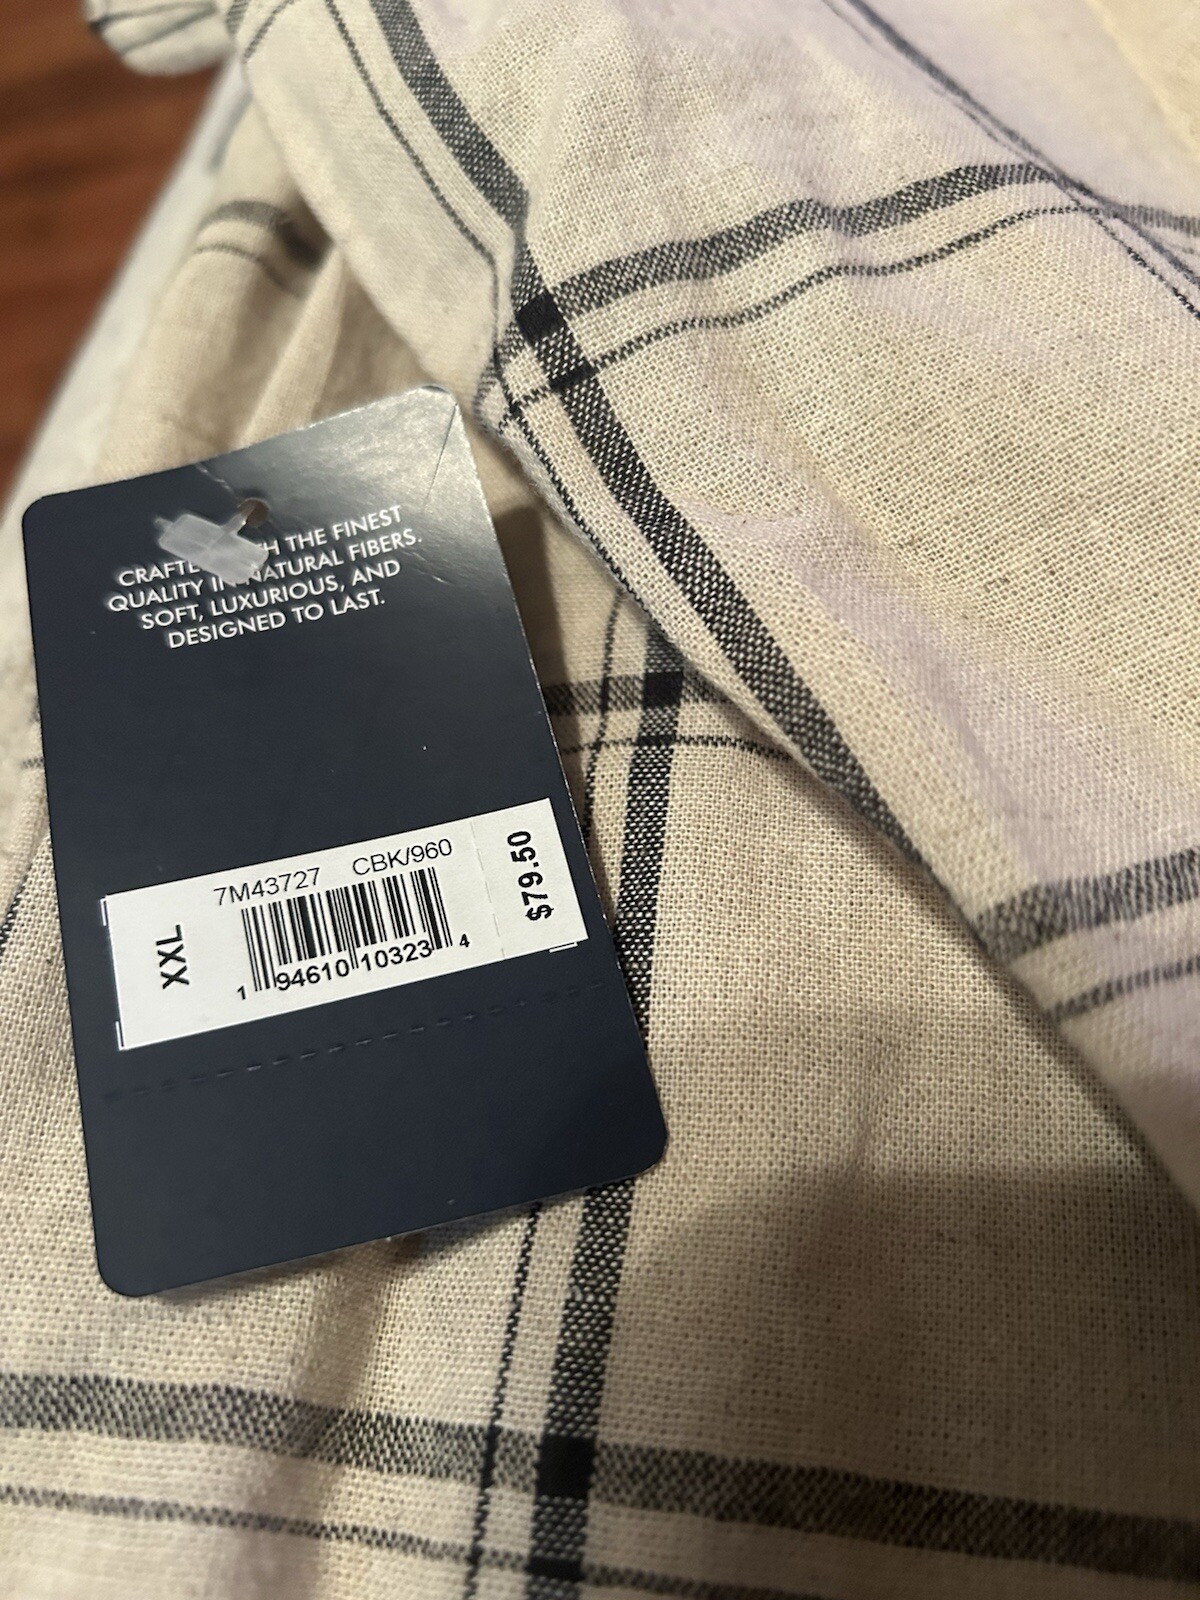 CRAFTE H THE FINEST
QUALITY IN NATURAL FIBERS.
SOFT, LUXURIOUS, AND
DESIGNED TO LAST.
7M43727 CBK/960
XXL
1 94610 10323 4
$79.50